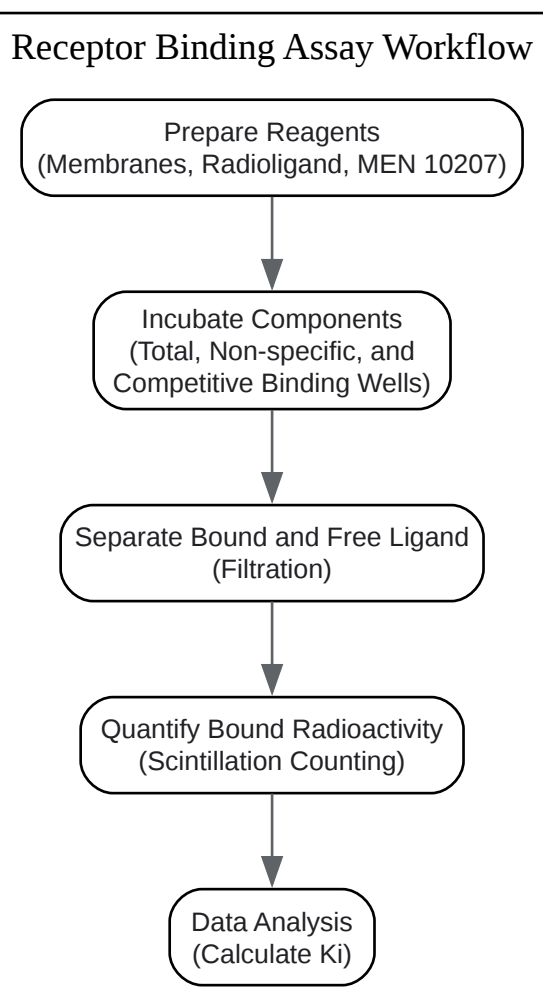 Receptor Binding Assay Workflow
Prepare Reagents
(Membranes, Radioligand, MEN 10207)
Incubate Components
(Total, Non-specific, and
Competitive Binding Wells)
Separate Bound and Free Ligand
(Filtration)
Quantify Bound Radioactivity
(Scintillation Counting)
Data Analysis
(Calculate Ki)